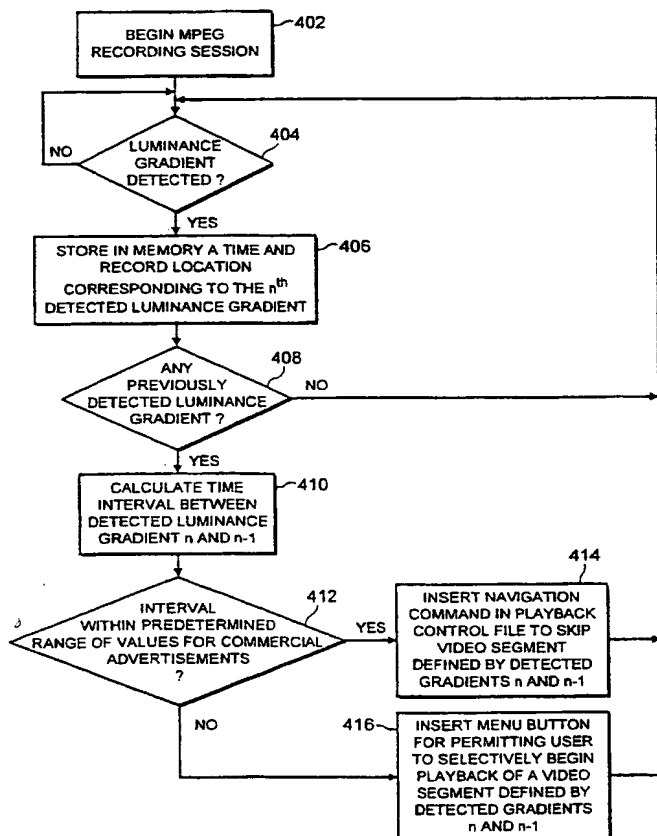 BEGIN MPEG
RECORDING SESSION
402
NO
LUMINANCE
GRADIENT
DETECTED ?
404
YES
STORE IN MEMORY A TIME AND
RECORD LOCATION
CORRESPONDING TO THE nth
DETECTED LUMINANCE GRADIENT
406
ANY
PREVIOUSLY
DETECTED LUMINANCE
GRADIENT ?
408
NO
YES
CALCULATE TIME
INTERVAL BETWEEN
DETECTED LUMINANCE
GRADIENT n AND n-1
410
INTERVAL
WITHIN PREDETERMINED
RANGE OF VALUES FOR COMMERCIAL
ADVERTISEMENTS
?
412
YES
414
INSERT NAVIGATION
COMMAND IN PLAYBACK
CONTROL FILE TO SKIP
VIDEO SEGMENT
DEFINED BY DETECTED
GRADIENTS n AND n-1
NO
416
INSERT MENU BUTTON
FOR PERMITTING USER
TO SELECTIVELY BEGIN
PLAYBACK OF A VIDEO
SEGMENT DEFINED BY
DETECTED GRADIENTS
n AND n-1